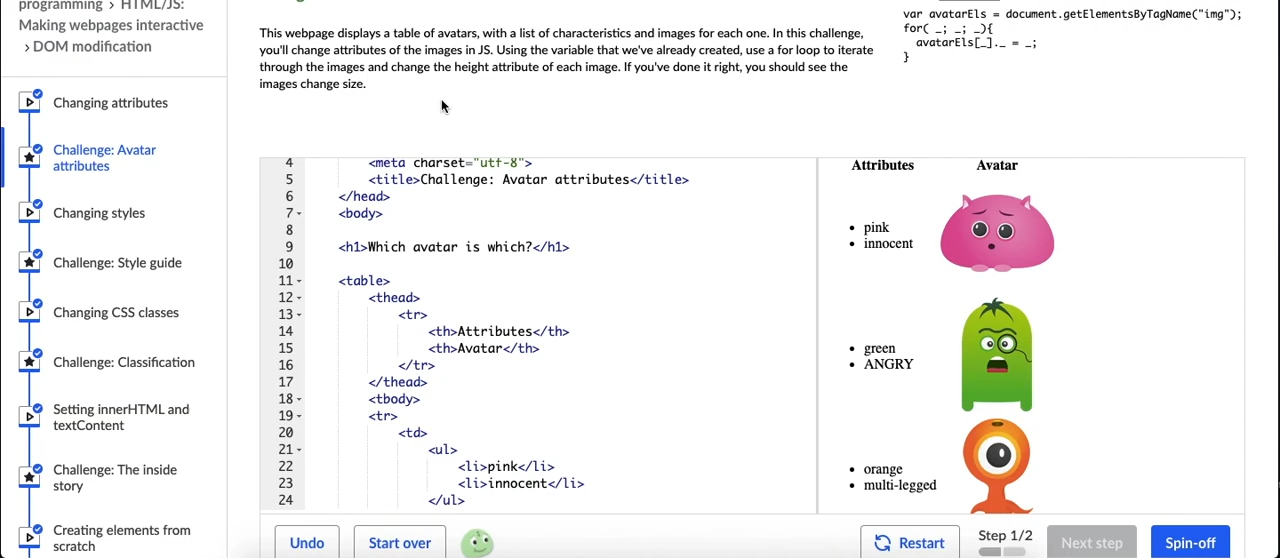 programming › HTML/JS:
Making webpages interactive
› DOM modification
Changing attributes
Challenge: Avatar
attributes
Changing styles
Challenge: Style guide
Changing CSS classes
Challenge: Classification
Setting innerHTML and
textContent
Challenge: The inside
story
Creating elements from
scratch
This webpage displays a table of avatars, with a list of characteristics and images for each one. In this challenge,
you'll change attributes of the images in JS. Using the variable that we've already created, use a for loop to iterate
through the images and change the height attribute of each image. If you've done it right, you should see the
images change size.
var avatarEls = document.getElementsByTagName("img");
for( _; _; _){
avatarEls[_]._ = _;
}
4 <meta charset="utf-8">
5 <title>Challenge: Avatar attributes</title>
6 </head>
7 <body>
8
9 <h1>Which avatar is which?</h1>
10
11 <table>
12 <thead>
13 <tr>
14 <th>Attributes</th>
15 <th>Avatar</th>
16 </tr>
17 </thead>
18 <tbody>
19 <tr>
20 <td>
21 <ul>
22 <li>pink</li>
23 <li>innocent</li>
24 </ul>
Attributes Avatar
• pink
• innocent
• green
• ANGRY
• orange
• multi-legged
Undo Start over Restart Step 1/2 Next step Spin-off